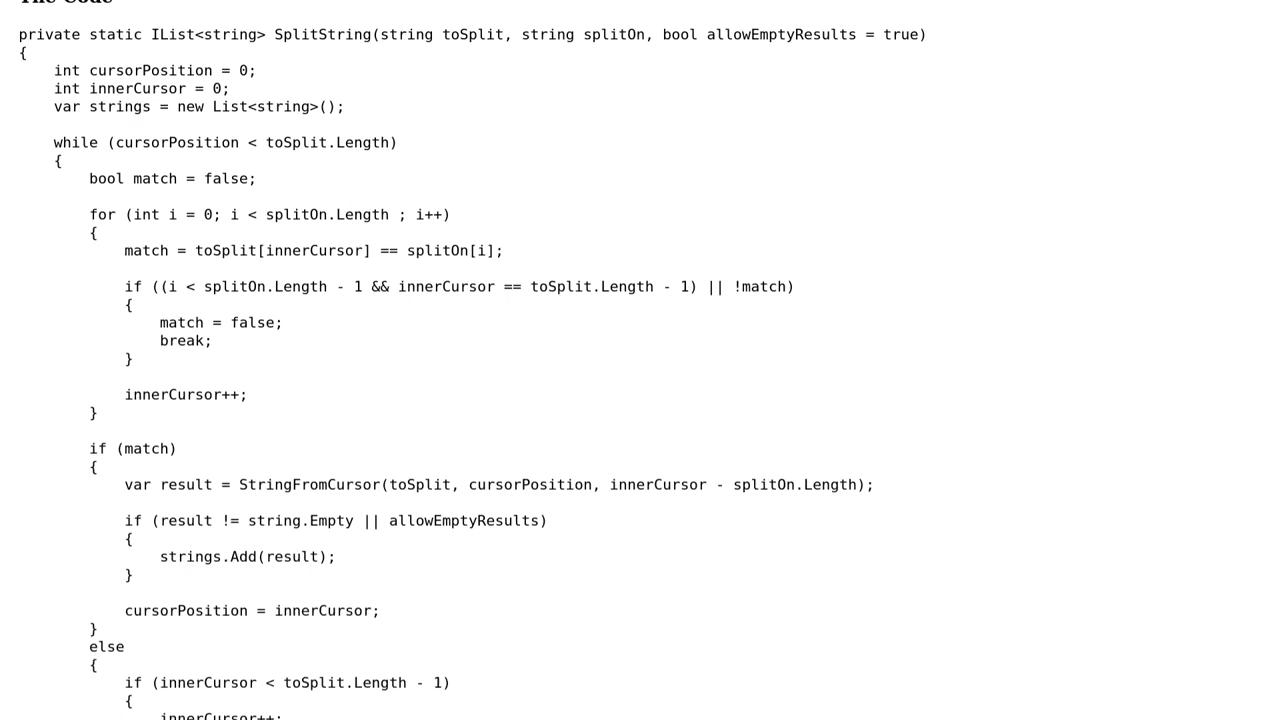 The Code
private static IList<string> SplitString(string toSplit, string splitOn, bool allowEmptyResults = true)
{
    int cursorPosition = 0;
    int innerCursor = 0;
    var strings = new List<string>();

    while (cursorPosition < toSplit.Length)
    {
        bool match = false;

        for (int i = 0; i < splitOn.Length ; i++)
        {
            match = toSplit[innerCursor] == splitOn[i];

            if ((i < splitOn.Length - 1 && innerCursor == toSplit.Length - 1) || !match)
            {
                match = false;
                break;
            }

            innerCursor++;
        }

        if (match)
        {
            var result = StringFromCursor(toSplit, cursorPosition, innerCursor - splitOn.Length);

            if (result != string.Empty || allowEmptyResults)
            {
                strings.Add(result);
            }

            cursorPosition = innerCursor;
        }
        else
        {
            if (innerCursor < toSplit.Length - 1)
            {
                innerCursor++;